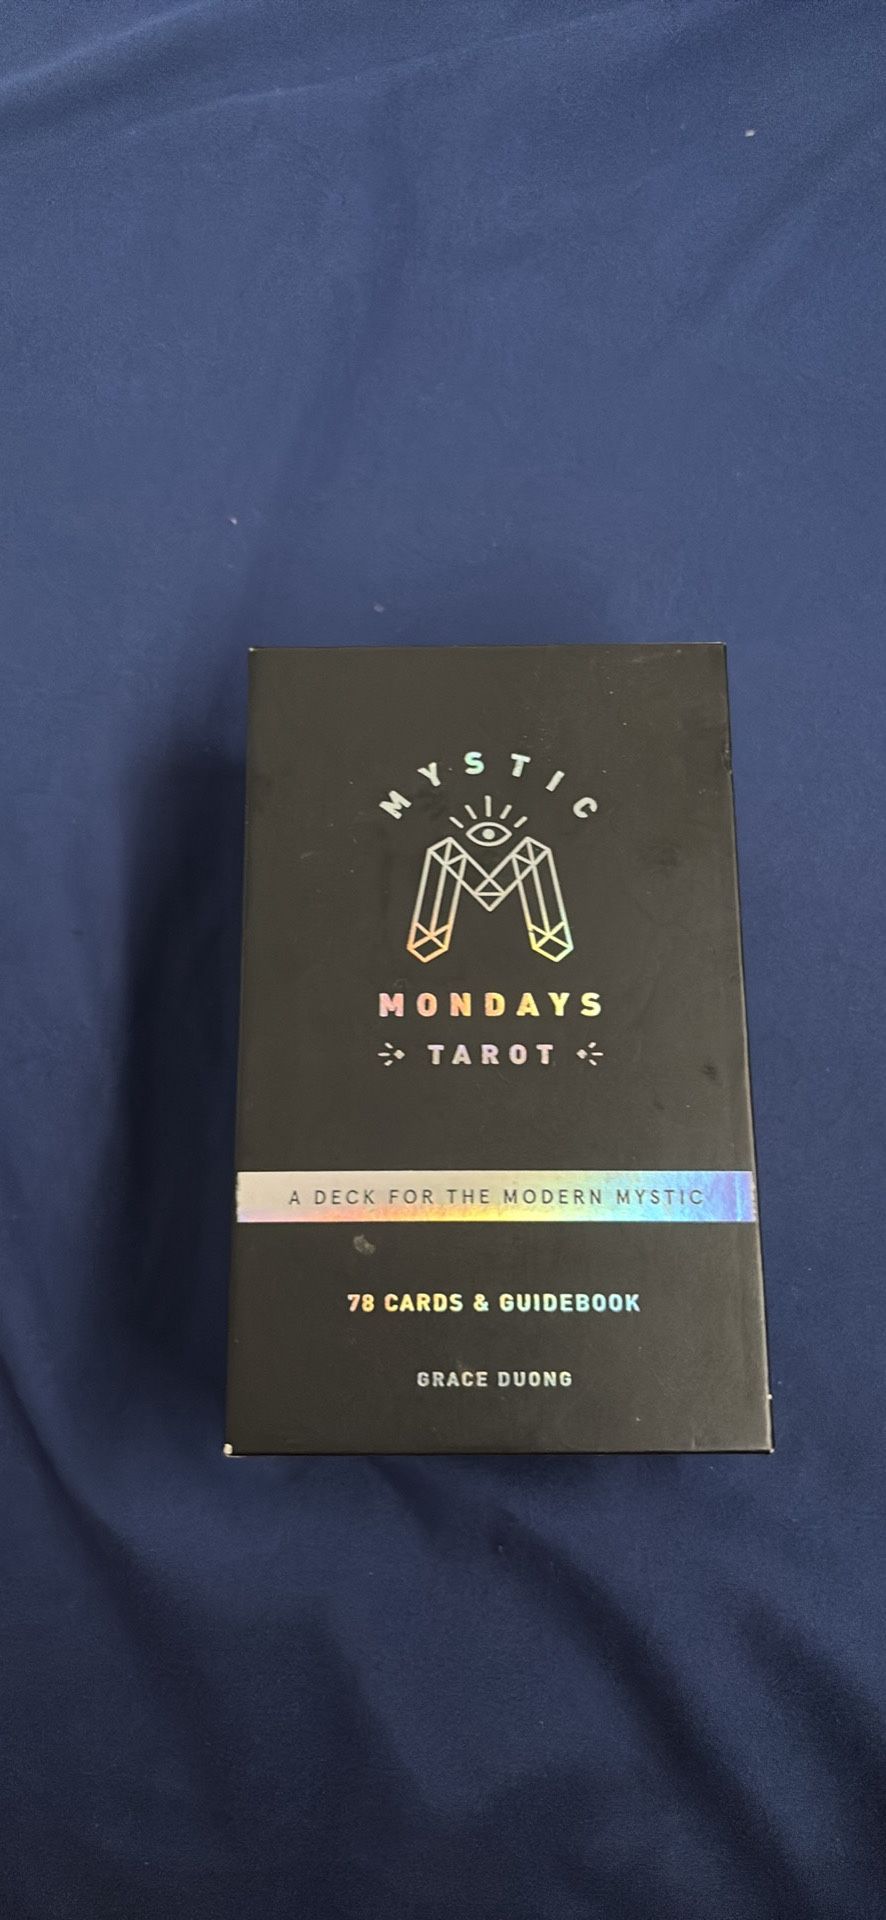 MYSTIC
MONDAYS
TAROT
A DECK FOR THE MODERN MYSTIC
78 CARDS & GUIDEBOOK
GRACE DUONG